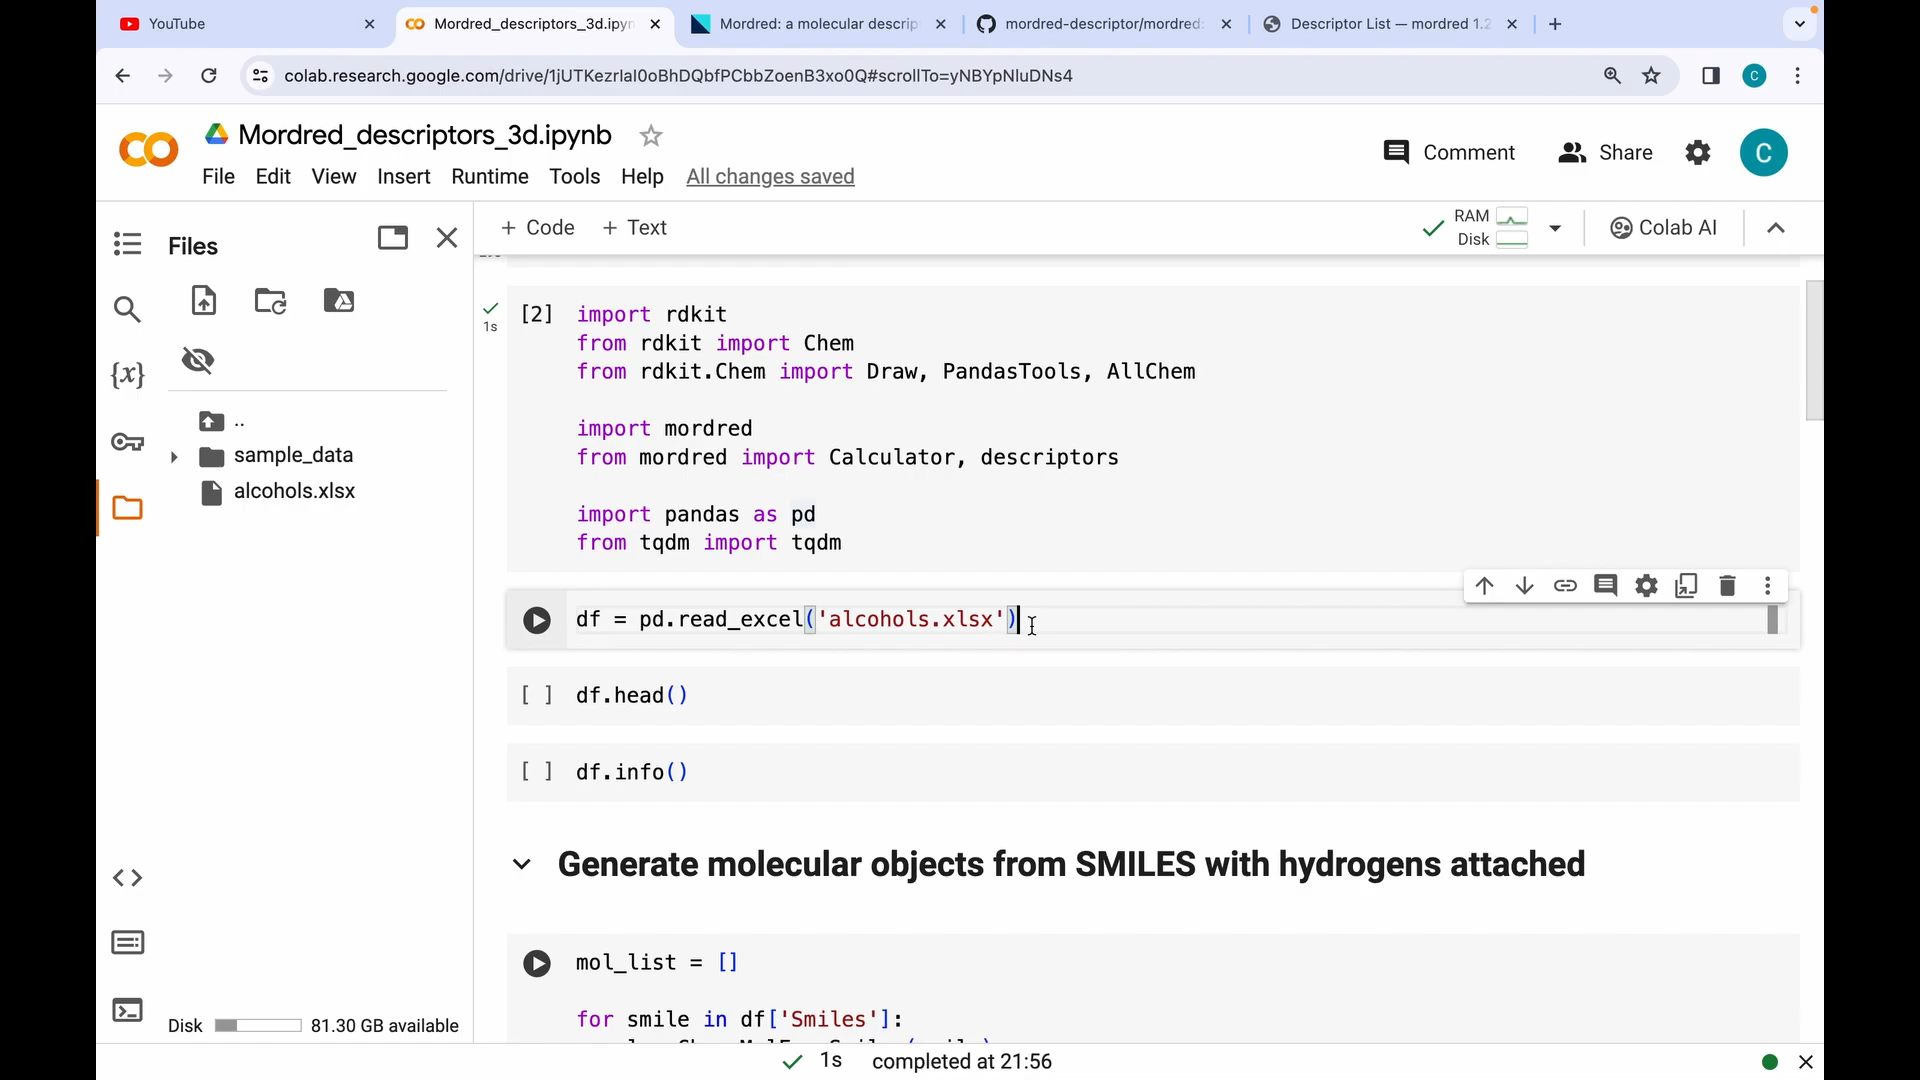 YouTube
Mordred_descriptors_3d.ipyn
Mordred: a molecular descrip
mordred-descriptor/mordred:
Descriptor List — mordred 1.2
colab.research.google.com/drive/1jUTKezrlaI0oBhDQbfPCbbZoenB3xo0Q#scrollTo=yNBYpNluDNs4
C
Mordred_descriptors_3d.ipynb
Comment
Share
C
File Edit View Insert Runtime Tools Help All changes saved
Files
+ Code + Text
RAM
Disk
Colab AI
..
sample_data
alcohols.xlsx
{x}
1s
[2] import rdkit
from rdkit import Chem
from rdkit.Chem import Draw, PandasTools, AllChem
import mordred
from mordred import Calculator, descriptors
import pandas as pd
from tqdm import tqdm
df = pd.read_excel('alcohols.xlsx')
[ ] df.head()
[ ] df.info()
Generate molecular objects from SMILES with hydrogens attached
mol_list = []
for smile in df['Smiles']:
Disk 81.30 GB available
1s completed at 21:56